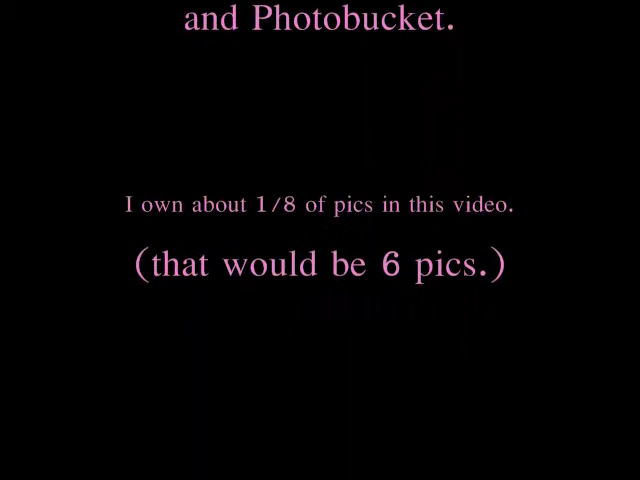 and Photobucket.
I own about 1/8 of pics in this video.
(that would be 6 pics.)